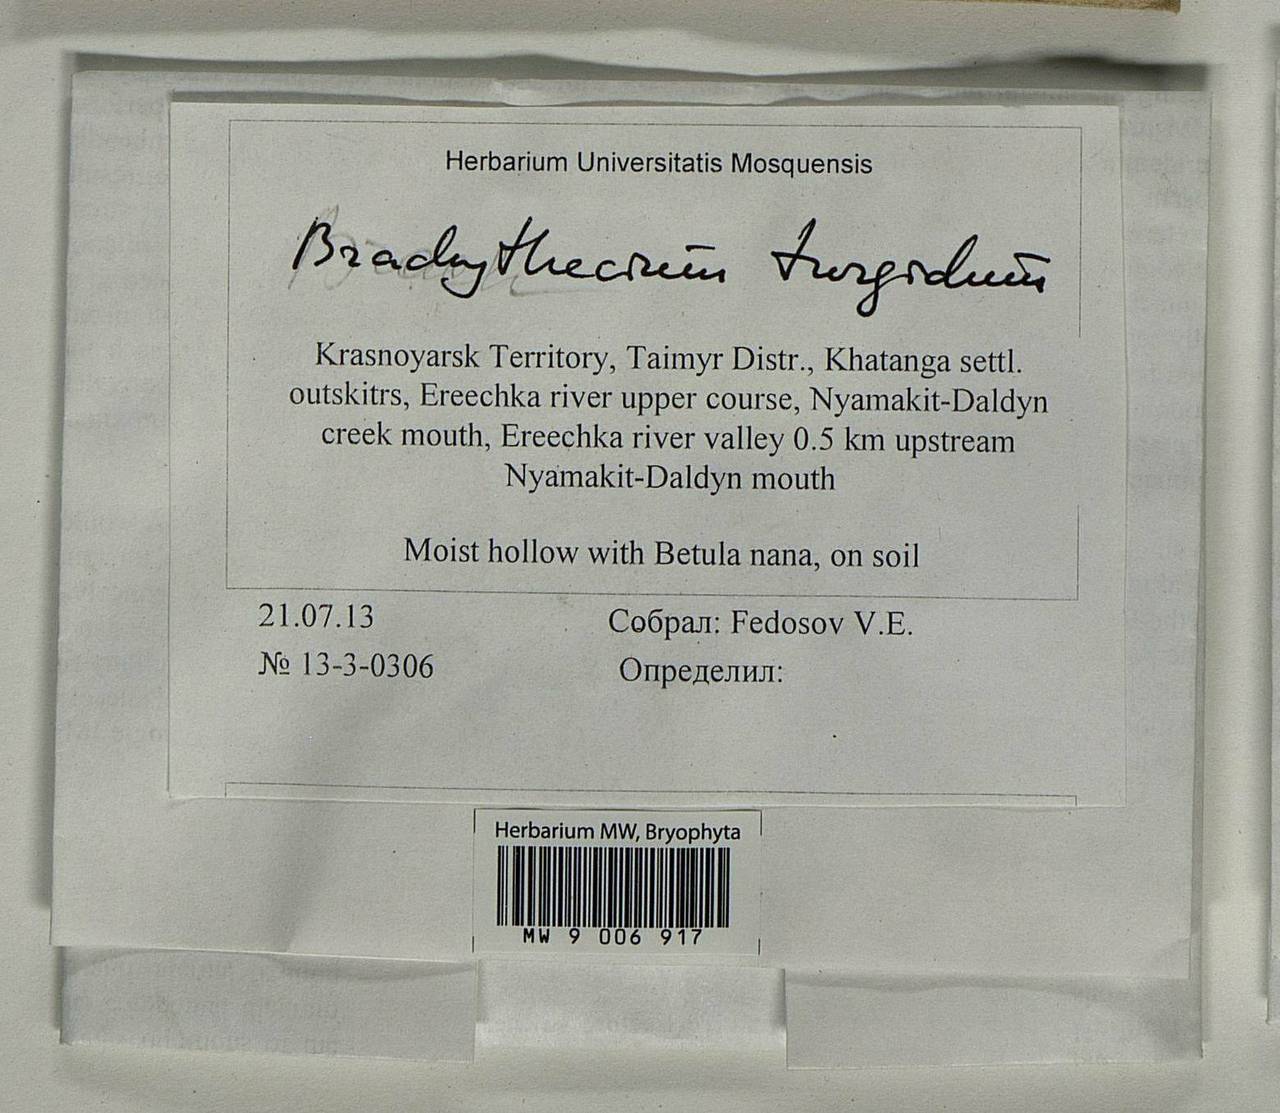 Herbarium Universitatis Mosquensis
Brachythecium turgidum
Krasnoyarsk Territory, Taimyr Distr., Khatanga settl.
outskitrs, Ereechka river upper course, Nyamakit-Daldyn
creek mouth, Ereechka river valley 0.5 km upstream
Nyamakit-Daldyn mouth
Moist hollow with Betula nana, on soil
21.07.13 Собрал: Fedosov V.E.
№ 13-3-0306 Определил:
Herbarium MW, Bryophyta
MW 9 006 917